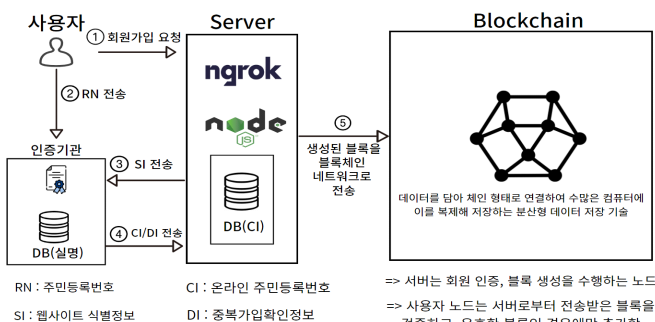 사용자
Server
Blockchain
① 회원가입 요청
② RN 전송
ngrok
node
JS
⑤
생성된 블록을
블록체인
네트워크로
전송
인증기관
③ SI 전송
DB(실명)
④ CI/DI 전송
DB(CI)
데이터를 담아 체인 형태로 연결하여 수많은 컴퓨터에
이를 복제해 저장하는 분산형 데이터 저장 기술
RN : 주민등록번호
SI : 웹사이트 식별정보
CI : 온라인 주민등록번호
DI : 중복가입확인정보
=> 서버는 회원 인증, 블록 생성을 수행하는 노드
=> 사용자 노드는 서버로부터 전송받은 블록을